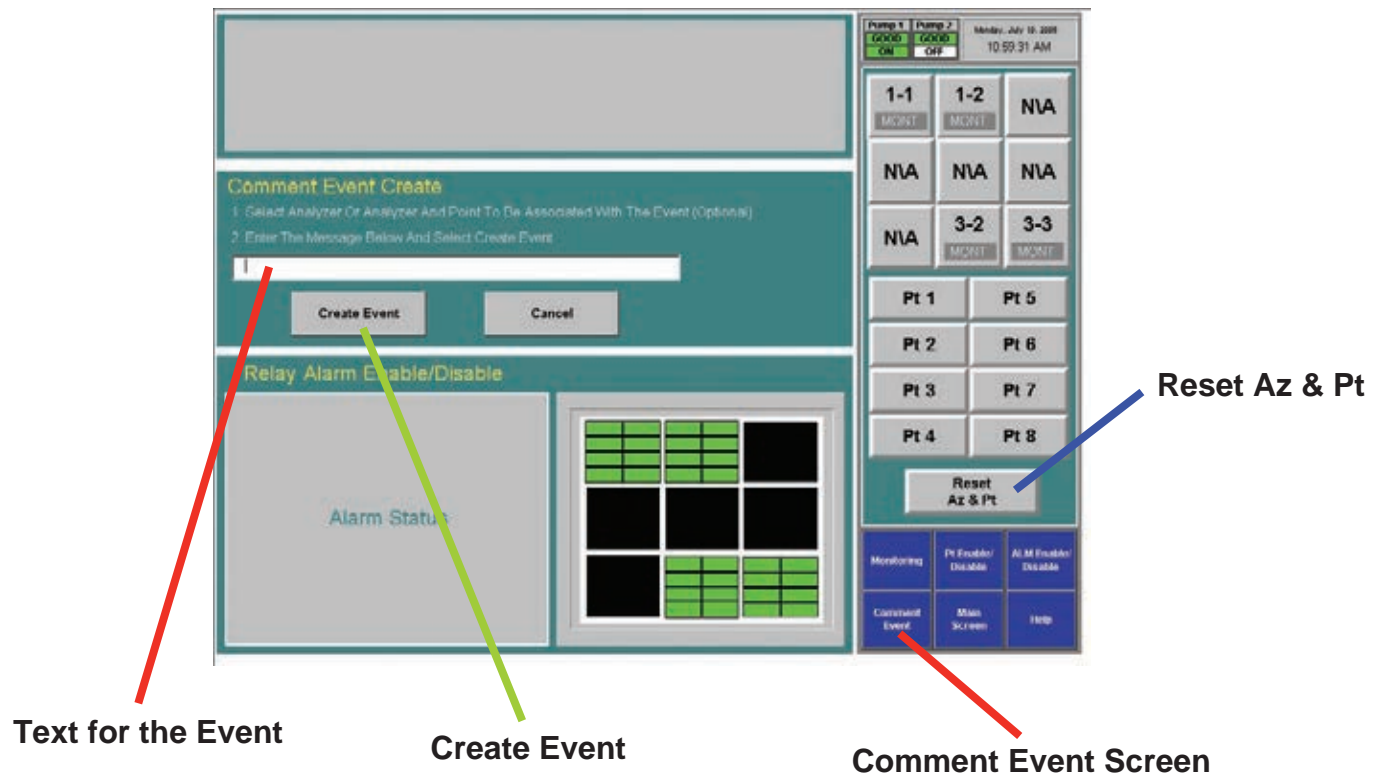 Pump 1 Pump 2
GOOD GOOD
ON OFF
10:59:31 AM
1-1 1-2 N\A
MONT MONT
N\A N\A N\A
N\A 3-2 3-3
MONT MONT
Comment Event Create
1. Select Analyzer Or Analyzer And Point To Be Associated With The Event (Optional)
2. Enter The Message Below And Select Create Event
Create Event Cancel
Pt 1 Pt 5
Pt 2 Pt 6
Pt 3 Pt 7
Pt 4 Pt 8
Reset
Az & Pt
Reset Az & Pt
Relay Alarm Enable/Disable
Alarm Status
Monitoring Pt Enable/ ALM Enable/
Disable Disable
Comment Main Help
Event Screen
Text for the Event
Create Event
Comment Event Screen